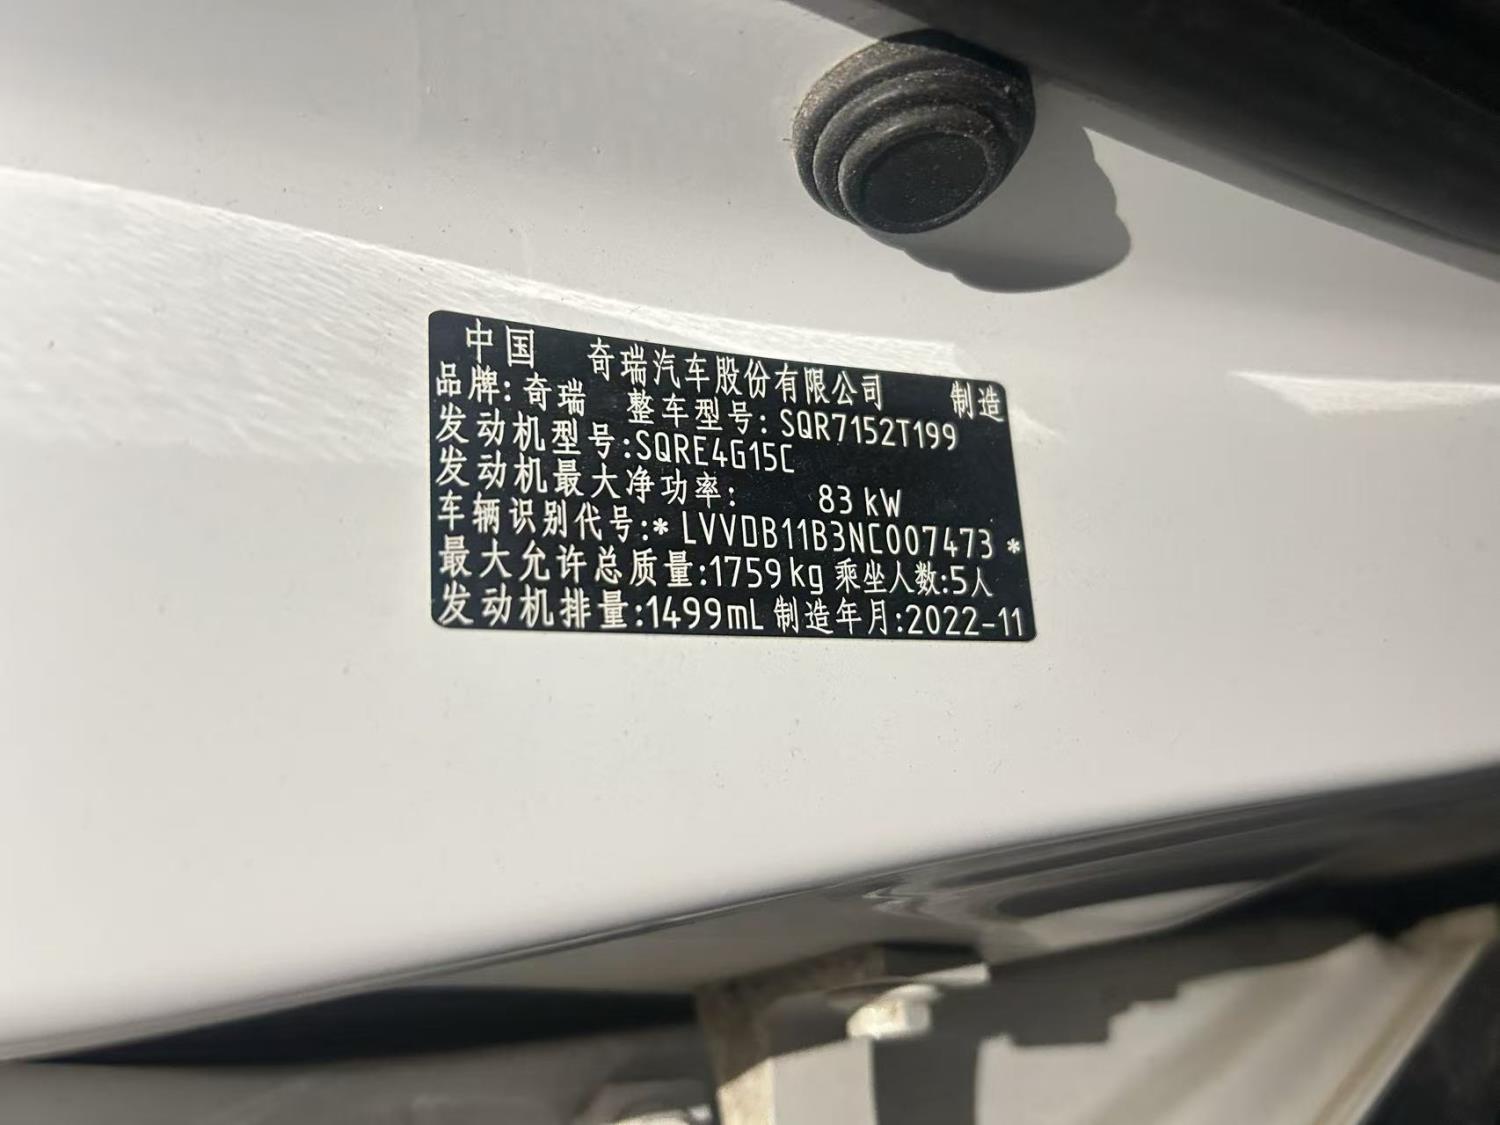 中国 奇瑞汽车股份有限公司 制造
品牌:奇瑞 整车型号:SQR7152T199
发动机型号:SQRE4G15C
发动机最大净功率: 83 kW
车辆识别代号:* LVVDB11B3NC007473 *
最大允许总质量:1759kg 乘坐人数:5人
发动机排量:1499mL 制造年月:2022-11